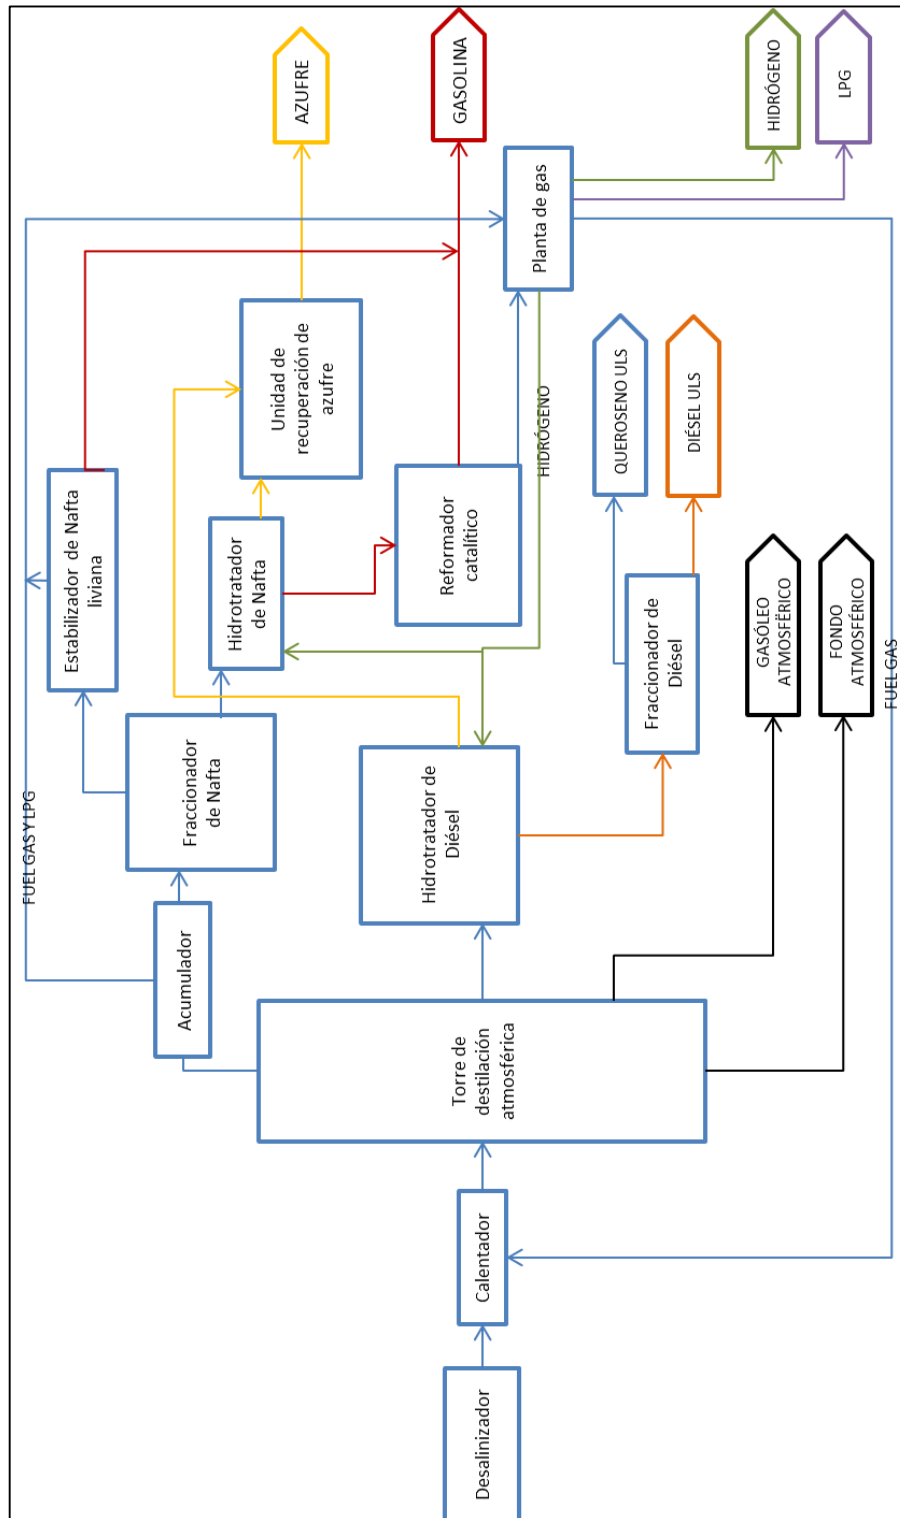 AZUFRE
GASOLINA
HIDRÓGENO
LPG
Planta de gas
Unidad de
recuperación de
azufre
QUEROSENO ULS
DIÉSEL ULS
HIDRÓGENO
Estabilizador de Nafta
liviana
Hidrotratador
de Nafta
Reformador
catalítico
Fraccionador de
Diésel
GASÓLEO
ATMOSFÉRICO
FONDO
ATMOSFÉRICO
FUEL GAS
Fraccionador
de Nafta
Hidrotratador de
Diésel
FUEL GAS Y LPG
Acumulador
Torre de
destilación
atmosférica
Calentador
Desalinizador